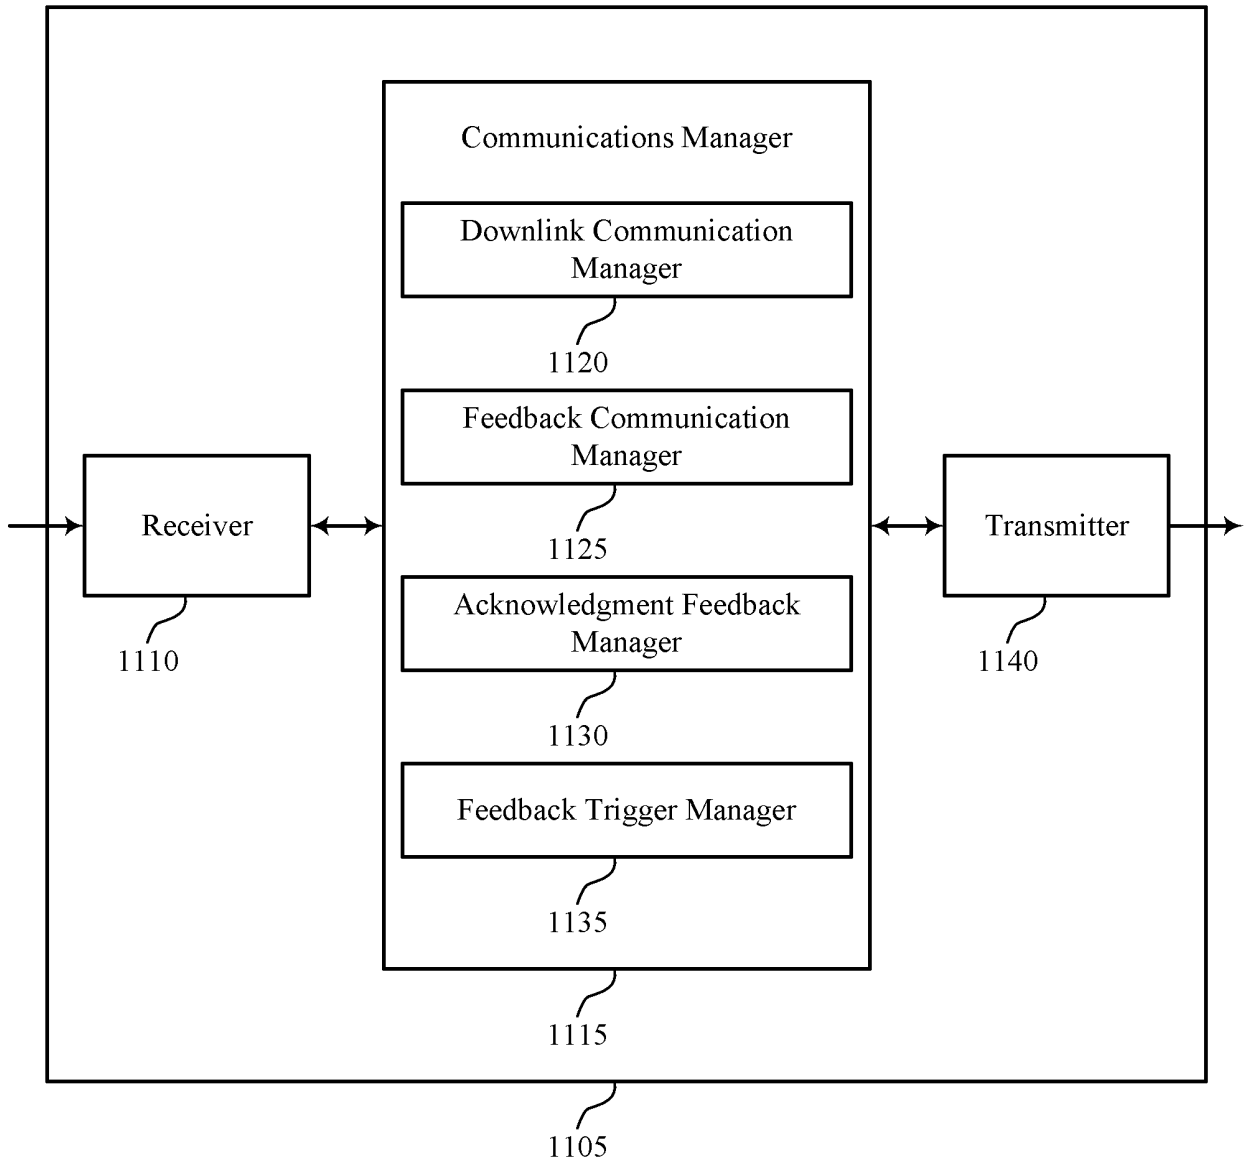 Communications Manager
Downlink Communication
Manager
1120
Feedback Communication
Manager
1125
Receiver
1110
Transmitter
1140
Acknowledgment Feedback
Manager
1130
Feedback Trigger Manager
1135
1115
1105